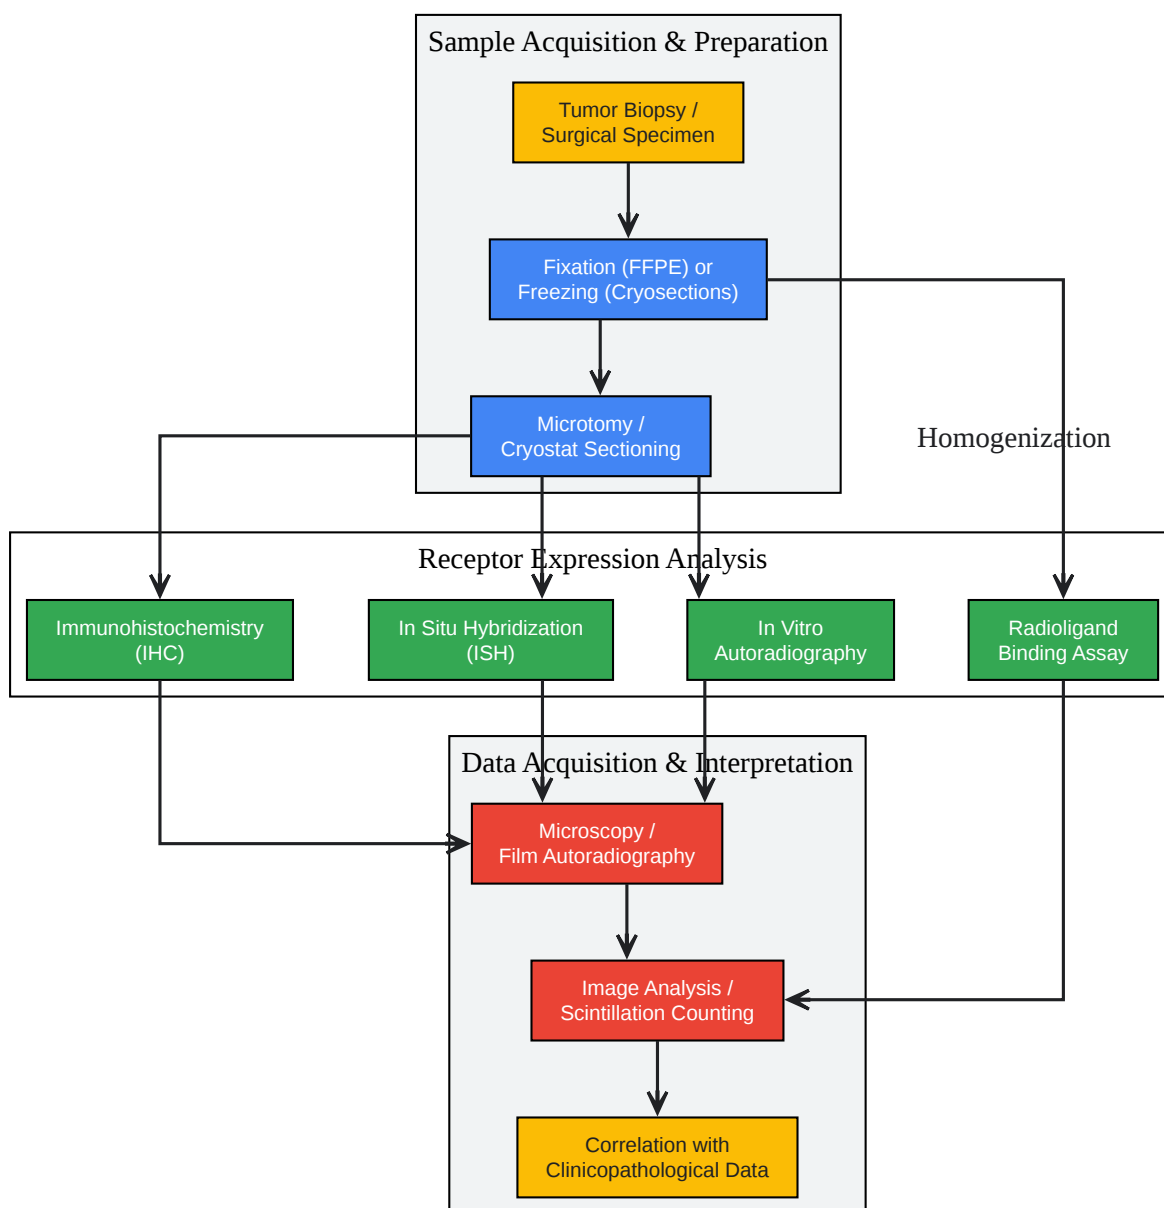 Sample Acquisition & Preparation
Tumor Biopsy /
Surgical Specimen
Fixation (FFPE) or
Freezing (Cryosections)
Microtomy /
Cryostat Sectioning
Homogenization
Receptor Expression Analysis
Immunohistochemistry
(IHC)
In Situ Hybridization
(ISH)
In Vitro
Autoradiography
Radioligand
Binding Assay
Data Acquisition & Interpretation
Microscopy /
Film Autoradiography
Image Analysis /
Scintillation Counting
Correlation with
Clinicopathological Data